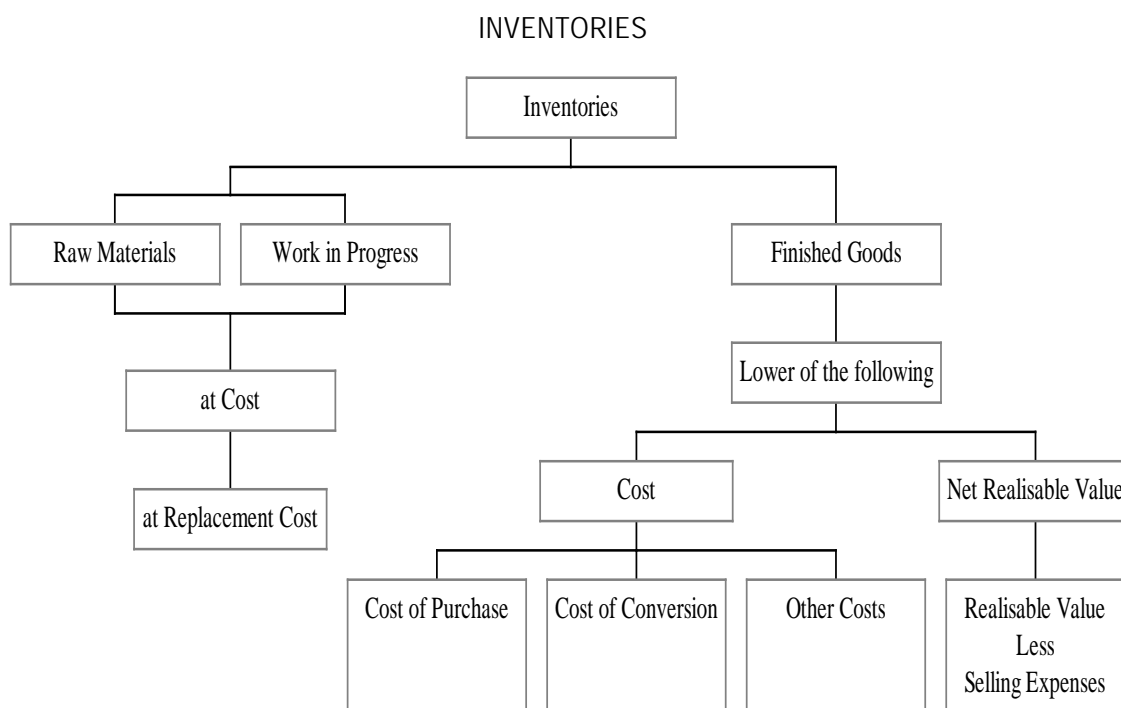 INVENTORIES
Inventories
Raw Materials
Work in Progress
Finished Goods
Lower of the following
at Cost
Cost
Net Realisable Value
at Replacement Cost
Cost of Purchase
Cost of Conversion
Other Costs
Realisable Value
Less
Selling Expenses